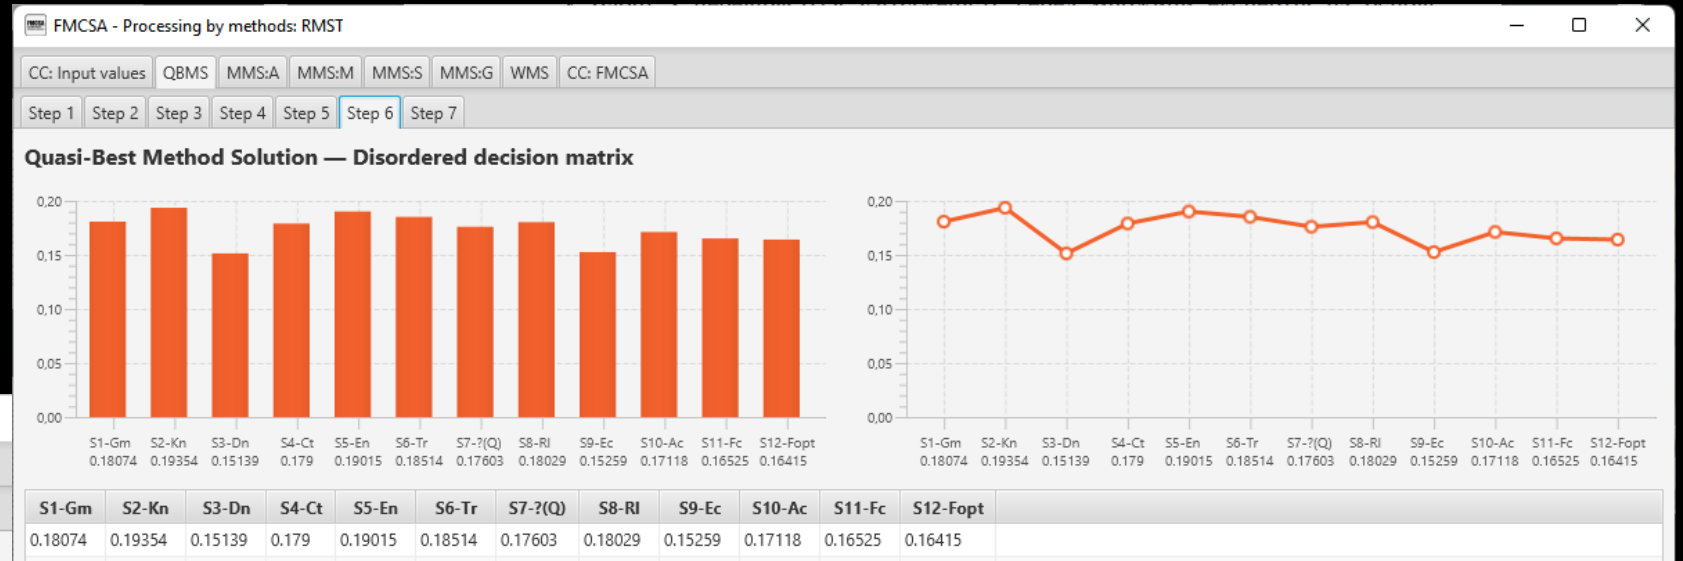 FMCSA - Processing by methods: RMST
CC: Input values QBMS MMS:A MMS:M MMS:S MMS:G WMS CC: FMCSA
Step 1 Step 2 Step 3 Step 4 Step 5 Step 6 Step 7
Quasi-Best Method Solution — Disordered decision matrix
0,20
0,15
0,10
0,05
0,00
S1-Gm S2-Kn S3-Dn S4-Ct S5-En S6-Tr S7-?(Q) S8-RI S9-Ec S10-Ac S11-Fc S12-Fopt
0.18074 0.19354 0.15139 0.179 0.19015 0.18514 0.17603 0.18029 0.15259 0.17118 0.16525 0.16415
0,20
0,15
0,10
0,05
0,00
S1-Gm S2-Kn S3-Dn S4-Ct S5-En S6-Tr S7-?(Q) S8-RI S9-Ec S10-Ac S11-Fc S12-Fopt
0.18074 0.19354 0.15139 0.179 0.19015 0.18514 0.17603 0.18029 0.15259 0.17118 0.16525 0.16415
S1-Gm S2-Kn S3-Dn S4-Ct S5-En S6-Tr S7-?(Q) S8-RI S9-Ec S10-Ac S11-Fc S12-Fopt
0.18074 0.19354 0.15139 0.179 0.19015 0.18514 0.17603 0.18029 0.15259 0.17118 0.16525 0.16415